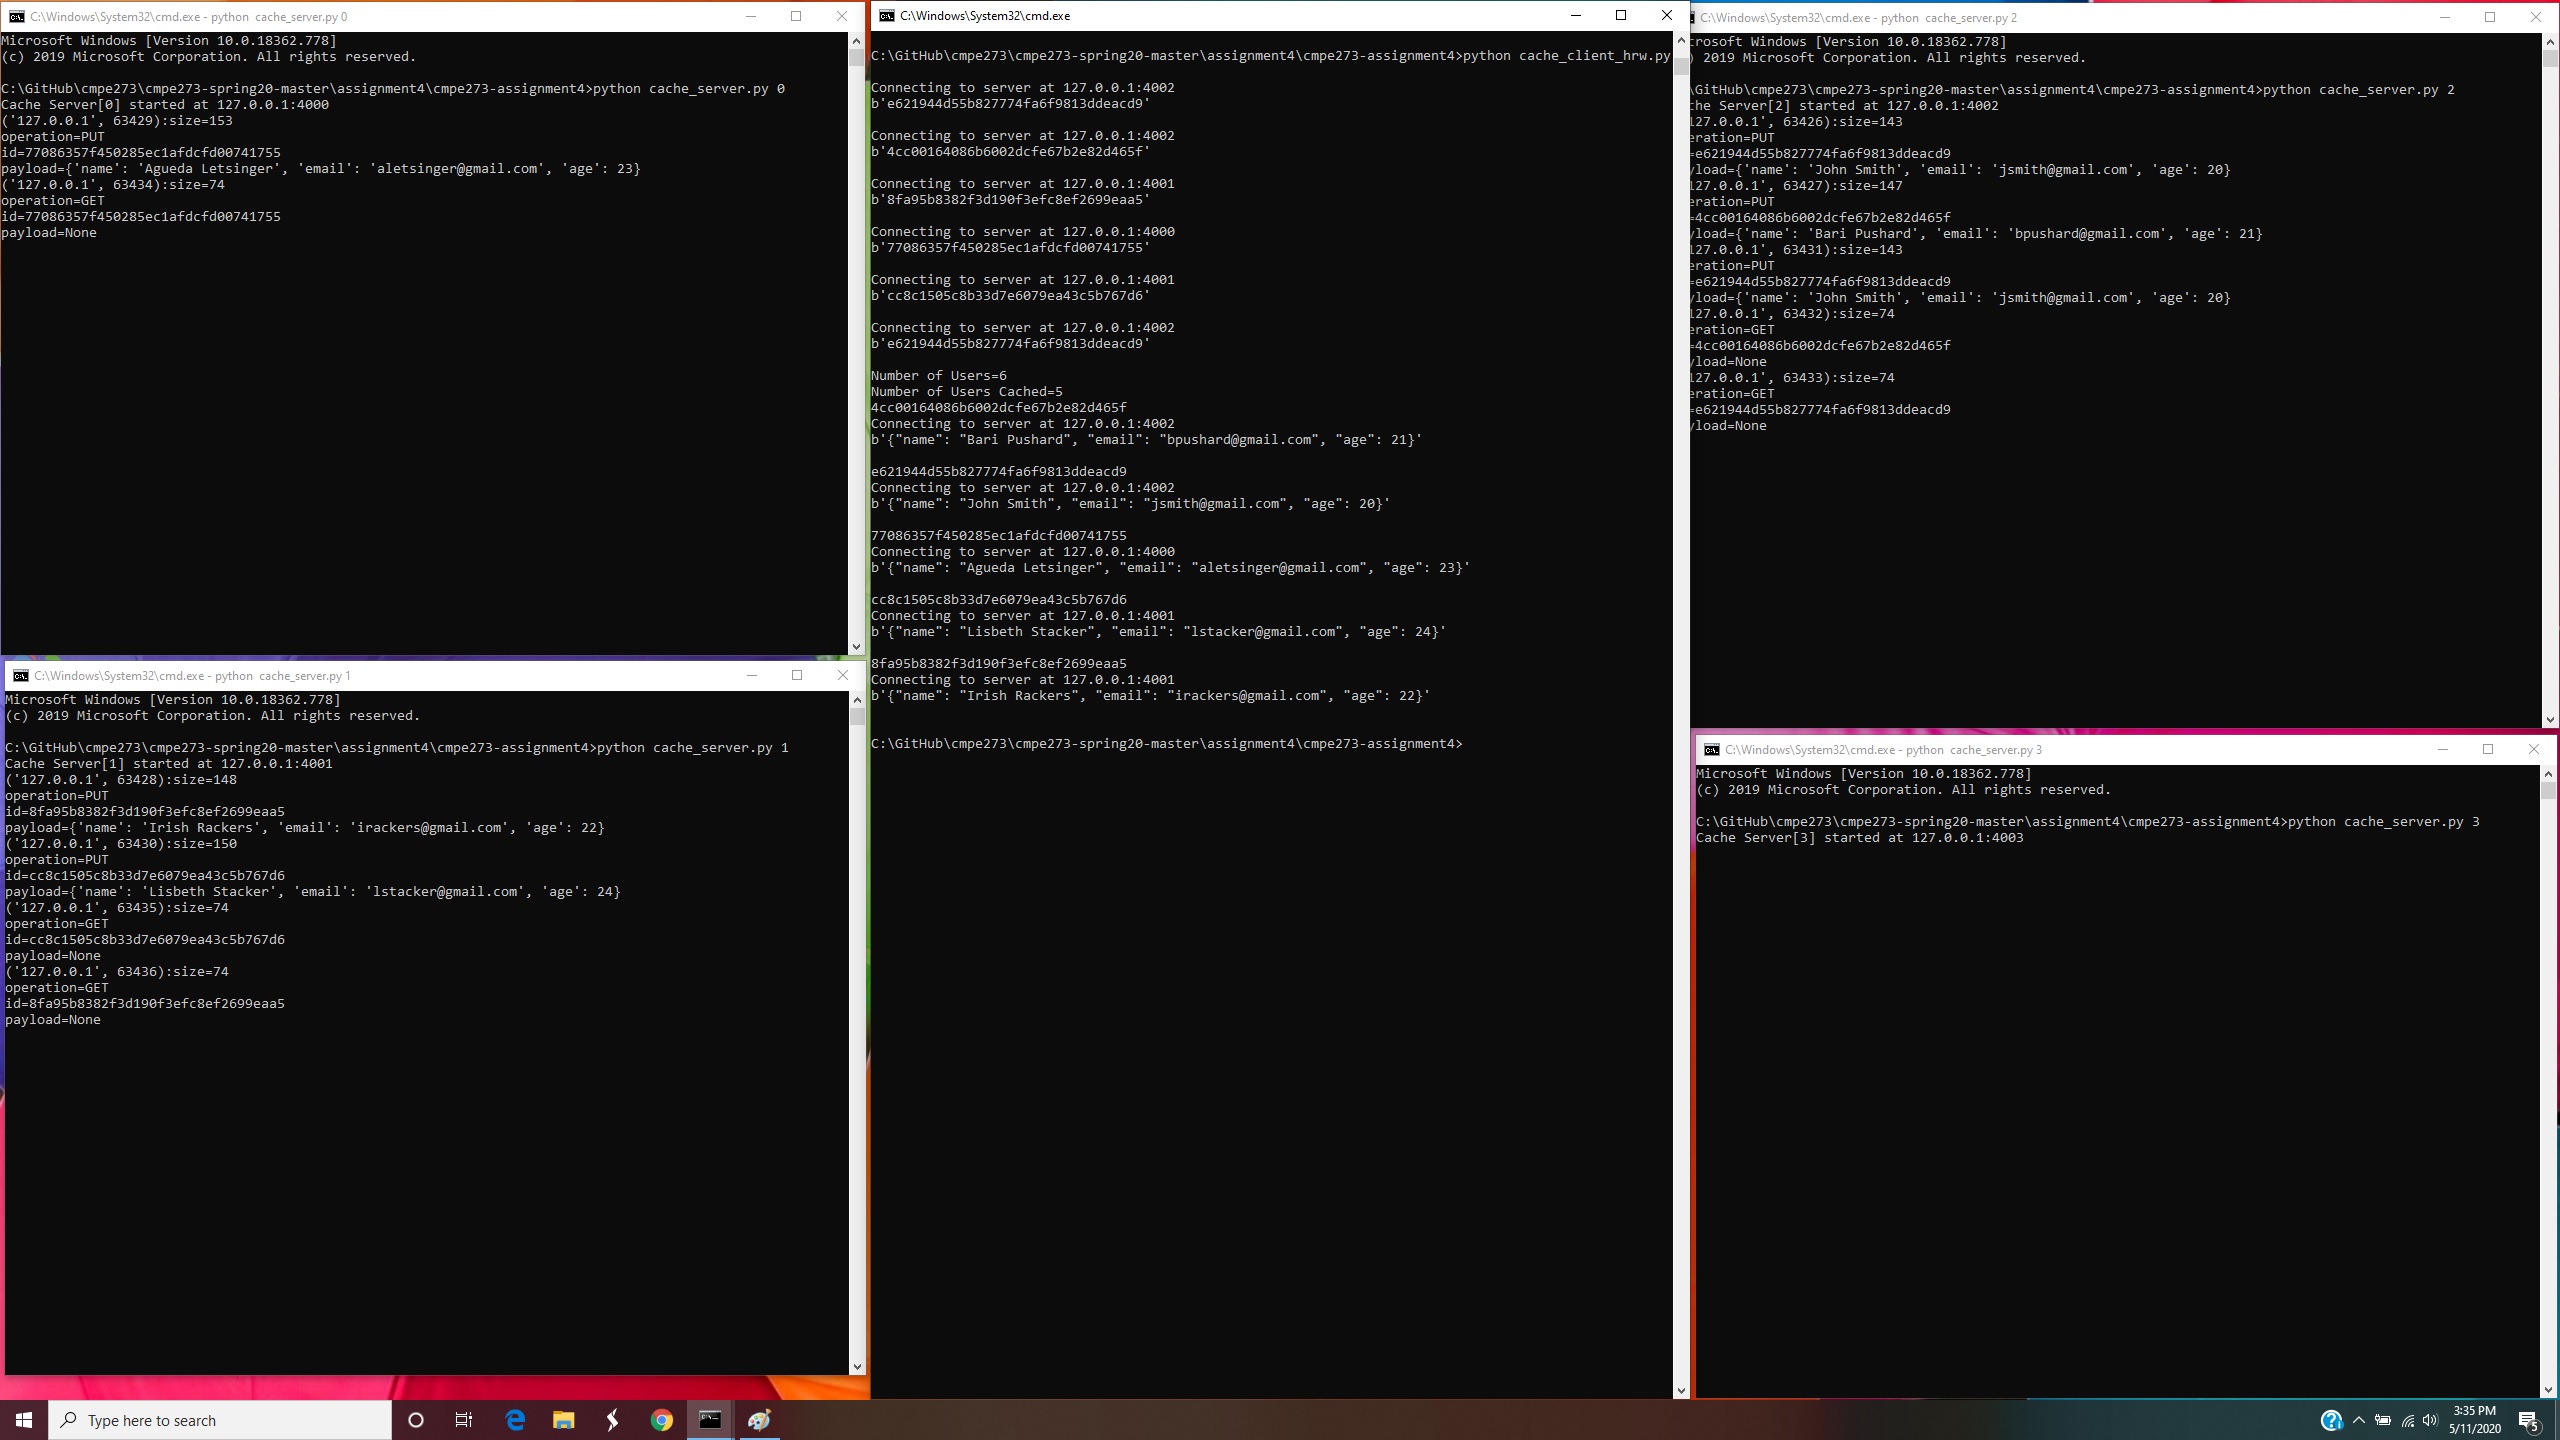 C:\Windows\System32\cmd.exe - python  cache_server.py 0
Microsoft Windows [Version 10.0.18362.778]
(c) 2019 Microsoft Corporation. All rights reserved.
C:\GitHub\cmpe273\cmpe273-spring20-master\assignment4\cmpe273-assignment4>python cache_server.py 0
Cache Server[0] started at 127.0.0.1:4000
('127.0.0.1', 63429):size=153
operation=PUT
id=77086357f450285ec1afdcfd00741755
payload={'name': 'Agueda Letsinger', 'email': 'aletsinger@gmail.com', 'age': 23}
('127.0.0.1', 63434):size=74
operation=GET
id=77086357f450285ec1afdcfd00741755
payload=None
C:\Windows\System32\cmd.exe - python  cache_server.py 1
Microsoft Windows [Version 10.0.18362.778]
(c) 2019 Microsoft Corporation. All rights reserved.
C:\GitHub\cmpe273\cmpe273-spring20-master\assignment4\cmpe273-assignment4>python cache_server.py 1
Cache Server[1] started at 127.0.0.1:4001
('127.0.0.1', 63428):size=148
operation=PUT
id=8fa95b8382f3d190f3efc8ef2699eaa5
payload={'name': 'Irish Rackers', 'email': 'irackers@gmail.com', 'age': 22}
('127.0.0.1', 63430):size=150
operation=PUT
id=cc8c1505c8b33d7e6079ea43c5b767d6
payload={'name': 'Lisbeth Stacker', 'email': 'lstacker@gmail.com', 'age': 24}
('127.0.0.1', 63435):size=74
operation=GET
id=cc8c1505c8b33d7e6079ea43c5b767d6
payload=None
('127.0.0.1', 63436):size=74
operation=GET
id=8fa95b8382f3d190f3efc8ef2699eaa5
payload=None
C:\Windows\System32\cmd.exe
C:\GitHub\cmpe273\cmpe273-spring20-master\assignment4\cmpe273-assignment4>python cache_client_hrw.py
Connecting to server at 127.0.0.1:4002
b'e621944d55b827774fa6f9813ddeacd9'
Connecting to server at 127.0.0.1:4002
b'4cc00164086b6002dcfe67b2e82d465f'
Connecting to server at 127.0.0.1:4001
b'8fa95b8382f3d190f3efc8ef2699eaa5'
Connecting to server at 127.0.0.1:4000
b'77086357f450285ec1afdcfd00741755'
Connecting to server at 127.0.0.1:4001
b'cc8c1505c8b33d7e6079ea43c5b767d6'
Connecting to server at 127.0.0.1:4002
b'e621944d55b827774fa6f9813ddeacd9'
Number of Users=6
Number of Users Cached=5
4cc00164086b6002dcfe67b2e82d465f
Connecting to server at 127.0.0.1:4002
b'{"name": "Bari Pushard", "email": "bpushard@gmail.com", "age": 21}'
e621944d55b827774fa6f9813ddeacd9
Connecting to server at 127.0.0.1:4002
b'{"name": "John Smith", "email": "jsmith@gmail.com", "age": 20}'
77086357f450285ec1afdcfd00741755
Connecting to server at 127.0.0.1:4000
b'{"name": "Agueda Letsinger", "email": "aletsinger@gmail.com", "age": 23}'
cc8c1505c8b33d7e6079ea43c5b767d6
Connecting to server at 127.0.0.1:4001
b'{"name": "Lisbeth Stacker", "email": "lstacker@gmail.com", "age": 24}'
8fa95b8382f3d190f3efc8ef2699eaa5
Connecting to server at 127.0.0.1:4001
b'{"name": "Irish Rackers", "email": "irackers@gmail.com", "age": 22}'
C:\GitHub\cmpe273\cmpe273-spring20-master\assignment4\cmpe273-assignment4>
C:\Windows\System32\cmd.exe - python  cache_server.py 2
rosoft Windows [Version 10.0.18362.778]
) 2019 Microsoft Corporation. All rights reserved.
\GitHub\cmpe273\cmpe273-spring20-master\assignment4\cmpe273-assignment4>python cache_server.py 2
che Server[2] started at 127.0.0.1:4002
127.0.0.1', 63426):size=143
eration=PUT
=e621944d55b827774fa6f9813ddeacd9
yload={'name': 'John Smith', 'email': 'jsmith@gmail.com', 'age': 20}
127.0.0.1', 63427):size=147
eration=PUT
=4cc00164086b6002dcfe67b2e82d465f
yload={'name': 'Bari Pushard', 'email': 'bpushard@gmail.com', 'age': 21}
127.0.0.1', 63431):size=143
eration=PUT
=e621944d55b827774fa6f9813ddeacd9
yload={'name': 'John Smith', 'email': 'jsmith@gmail.com', 'age': 20}
127.0.0.1', 63432):size=74
eration=GET
=4cc00164086b6002dcfe67b2e82d465f
yload=None
127.0.0.1', 63433):size=74
eration=GET
=e621944d55b827774fa6f9813ddeacd9
yload=None
C:\Windows\System32\cmd.exe - python  cache_server.py 3
Microsoft Windows [Version 10.0.18362.778]
(c) 2019 Microsoft Corporation. All rights reserved.
C:\GitHub\cmpe273\cmpe273-spring20-master\assignment4\cmpe273-assignment4>python cache_server.py 3
Cache Server[3] started at 127.0.0.1:4003
Type here to search
3:35 PM
5/11/2020
5